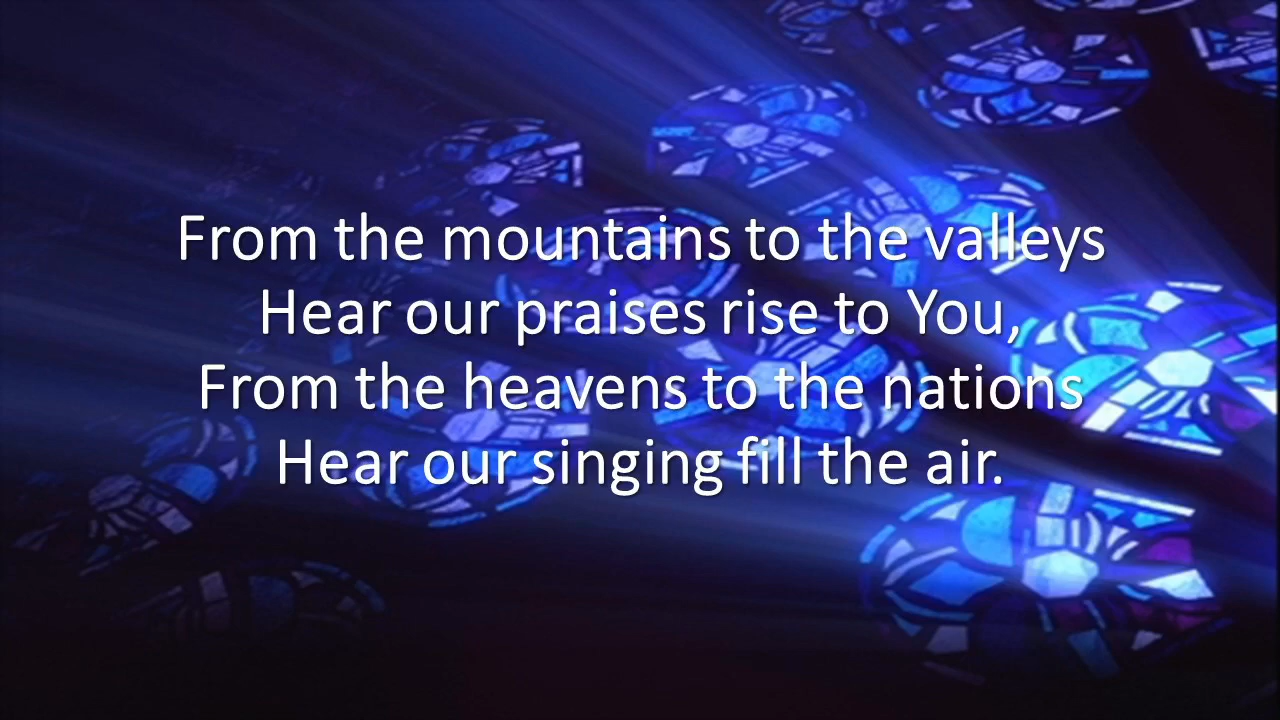 From the mountains to the valleys
Hear our praises rise to You,
From the heavens to the nations
Hear our singing fill the air.